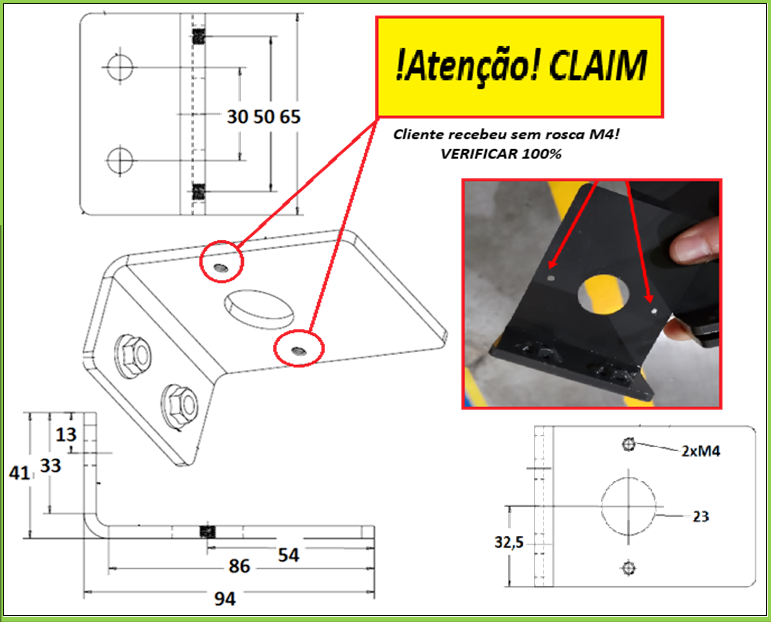 !Atenção! CLAIM
Cliente recebeu sem rosca M4!
VERIFICAR 100%
30 50 65
13
41 33
54
86
94
2xM4
23
32,5